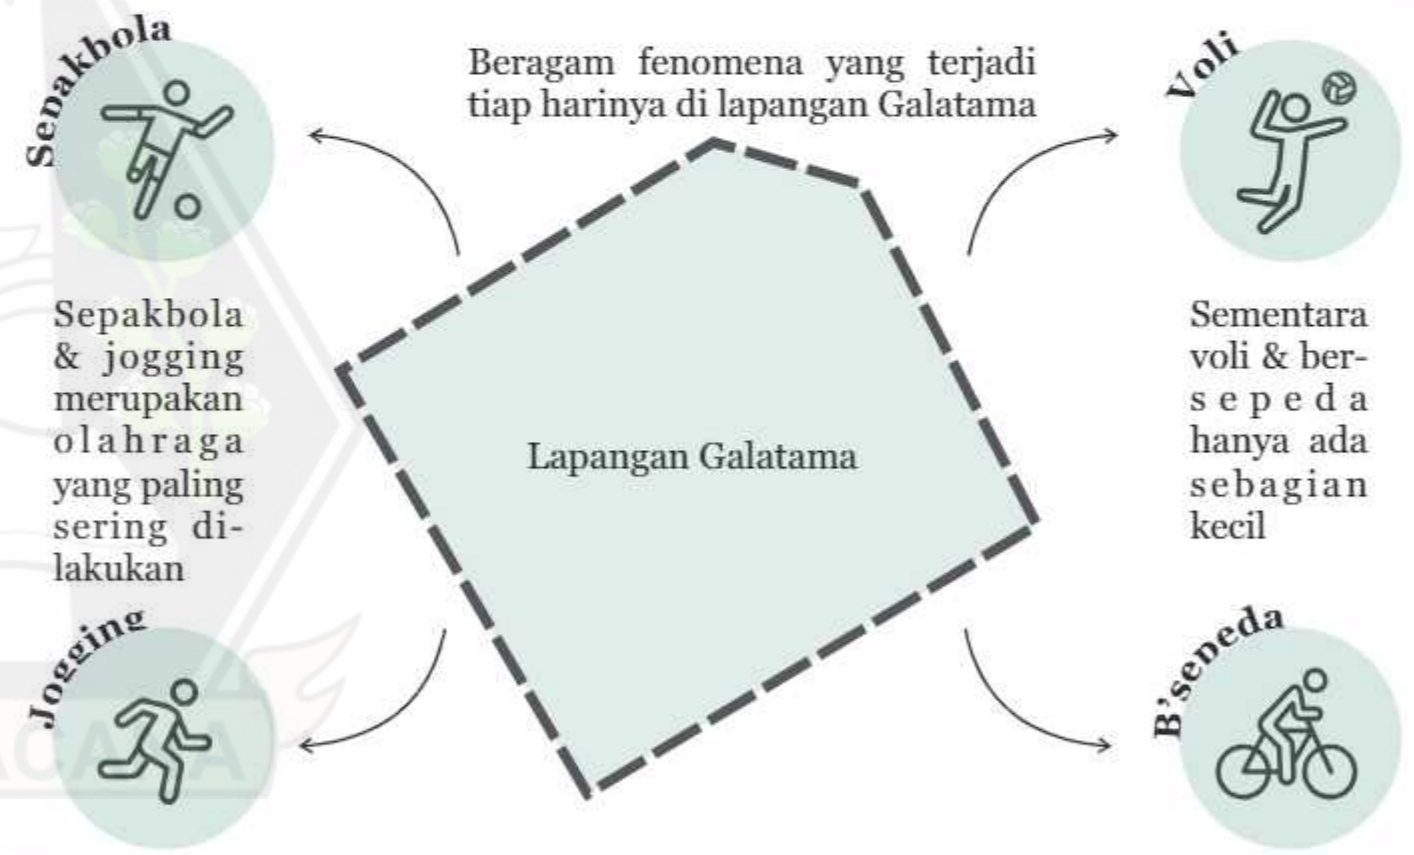 Sepakbola
Beragam fenomena yang terjadi
tiap harinya di lapangan Galatama
Voli
Sepakbola
& jogging
merupakan
olahraga
yang paling
sering di-
lakukan
Lapangan Galatama
Sementara
voli & ber-
sepeda
hanya ada
sebagian
kecil
Jogging
B'sepeda